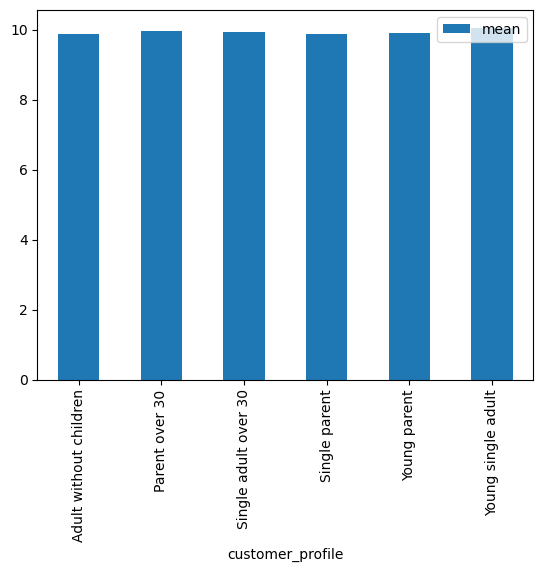 10
8
6
4
2
0
mean
Adult without children
Parent over 30
Single adult over 30
Single parent
Young parent
Young single adult
customer_profile